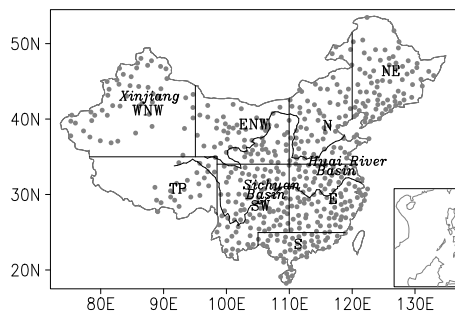 50N
NE
Xinjiang
WNW
40N
ENW
N
Huai River
Basin
Sichuan
Basin
30N
TP
SW
E
S
20N
80E
90E
100E
110E
120E
130E